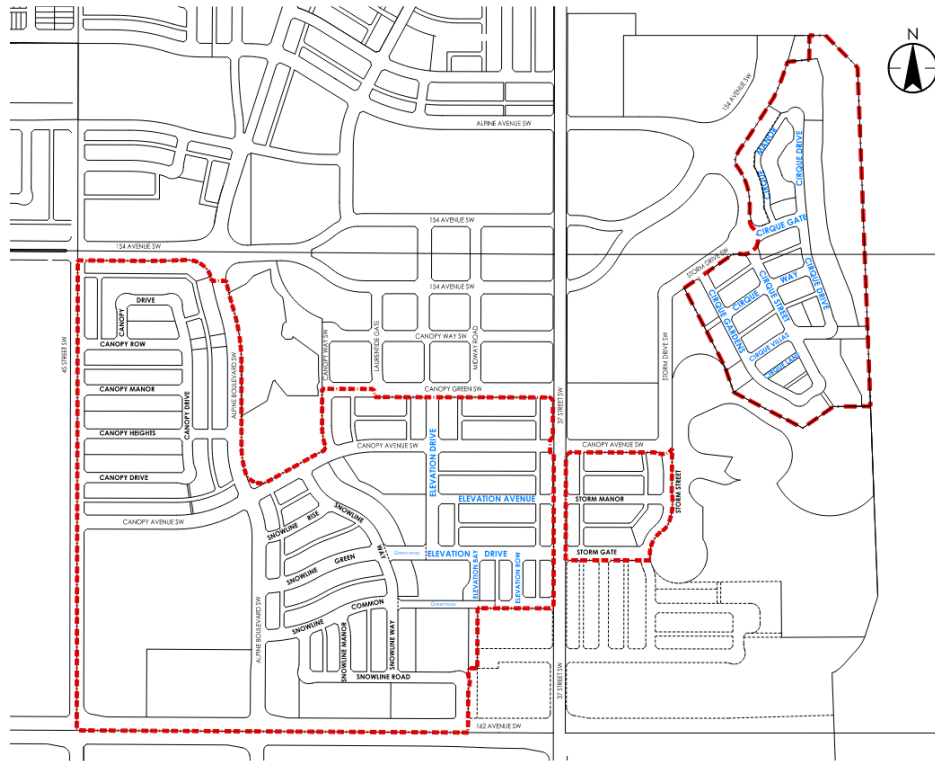 N
154 AVENUE SW
ALPINE AVENUE SW
CIRQUE MANOR
CIRQUE DRIVE
154 AVENUE SW
CIRQUE GATE
154 AVENUE SW
STORM DRIVE SW
CIRQUE WAY
CIRQUE DRIVE
CIRQUE STREET
CIRQUE GARDENS
154 AVENUE SW
CANOPY DRIVE
CANOPY ROW
45 STREET SW
CANOPY WAY SW
LAURENTIDE GATE
CANOPY WAY SW
MIDWAY ROAD
STORM DRIVE SW
CIRQUE VILLAS
CIRQUE LANE
ALPINE BOULEVARD SW
CANOPY MANOR
CANOPY DRIVE
CANOPY GREEN SW
37 STREET SW
CANOPY HEIGHTS
CANOPY AVENUE SW
ELEVATION DRIVE
CANOPY AVENUE SW
CANOPY DRIVE
STORM STREET
ELEVATION AVENUE
STORM MANOR
CANOPY AVENUE SW
SNOWLINE RISE
SNOWLINE WAY
Greenway
ELEVATION DRIVE
STORM GATE
SNOWLINE GREEN
ELEVATION BAY
ELEVATION ROW
Greenway
SNOWLINE COMMON
ALPINE BOULEVARD SW
SNOWLINE MANOR
SNOWLINE WAY
SNOWLINE ROAD
37 STREET SW
162 AVENUE SW